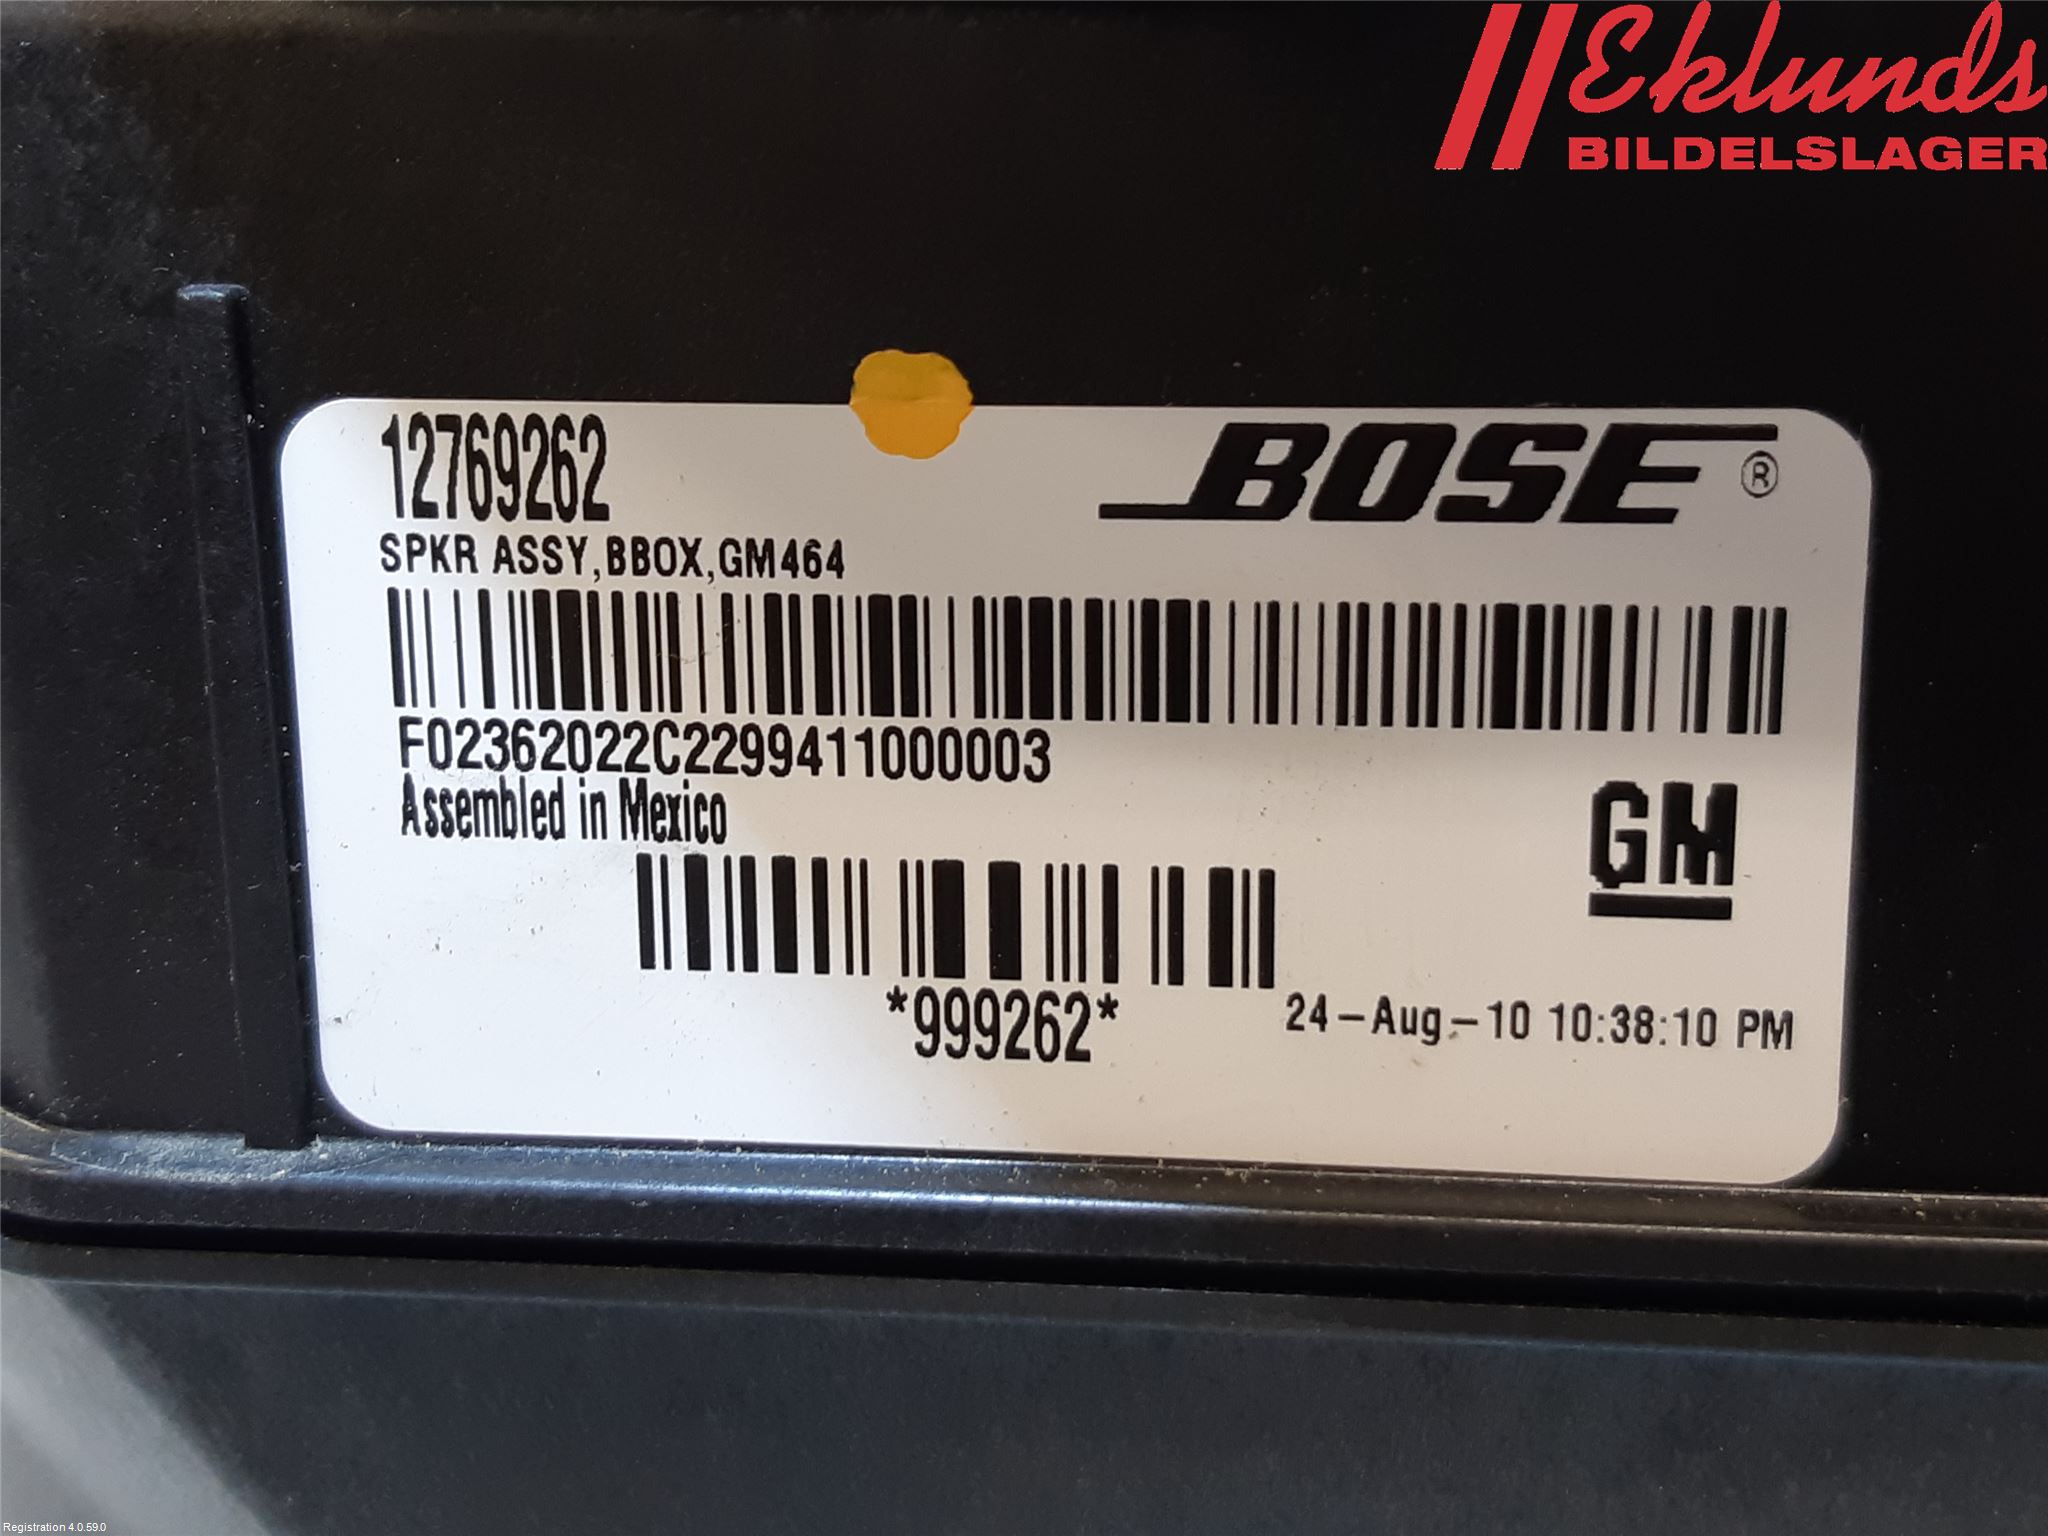 Eklunds
BILDELSLAGER
12769262
BOSE®
SPKR ASSY,BBOX,GM464
F02362022C2299411000003
Assembled in Mexico
GM
*999262*
24-Aug-10 10:38:10 PM
Registration 4.0.59.0